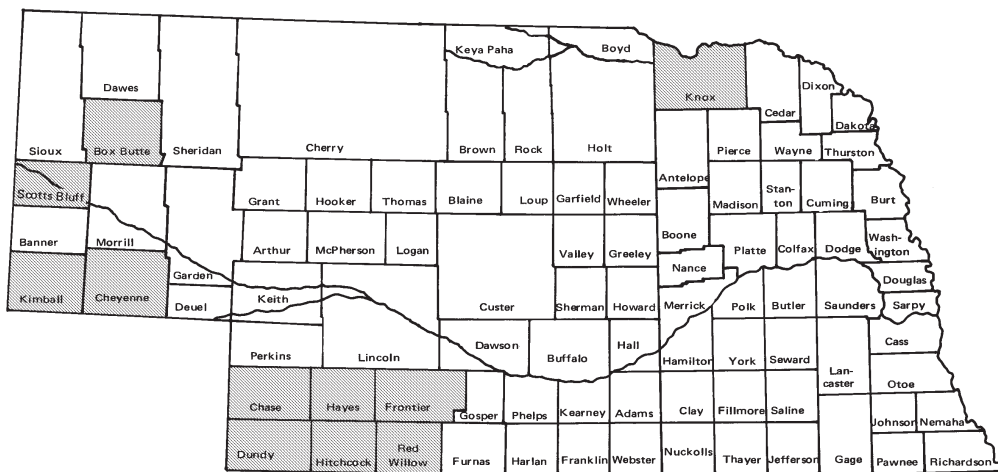 Keya Paha
Boyd
Knox
Dixon
Dawes
Cedar
Dakota
Sioux
Box Butte
Sheridan
Cherry
Brown
Rock
Holt
Pierce
Wayne
Thurston
Antelope
Scotts Bluff
Grant
Hooker
Thomas
Blaine
Loup
Garfield
Wheeler
Madison
Stan-
ton
Cuming
Burt
Banner
Morrill
Arthur
McPherson
Logan
Valley
Greeley
Boone
Platte
Colfax
Dodge
Wash-
ington
Nance
Garden
Douglas
Kimball
Cheyenne
Deuel
Keith
Custer
Sherman
Howard
Merrick
Polk
Butler
Saunders
Sarpy
Perkins
Lincoln
Dawson
Buffalo
Hall
Hamilton
York
Seward
Cass
Lan-
caster
Otoe
Chase
Hayes
Frontier
Gosper
Phelps
Kearney
Adams
Clay
Fillmore
Saline
Johnson
Nemaha
Dundy
Hitchcock
Red
Willow
Furnas
Harlan
Franklin
Webster
Nuckolls
Thayer
Jefferson
Gage
Pawnee
Richardson